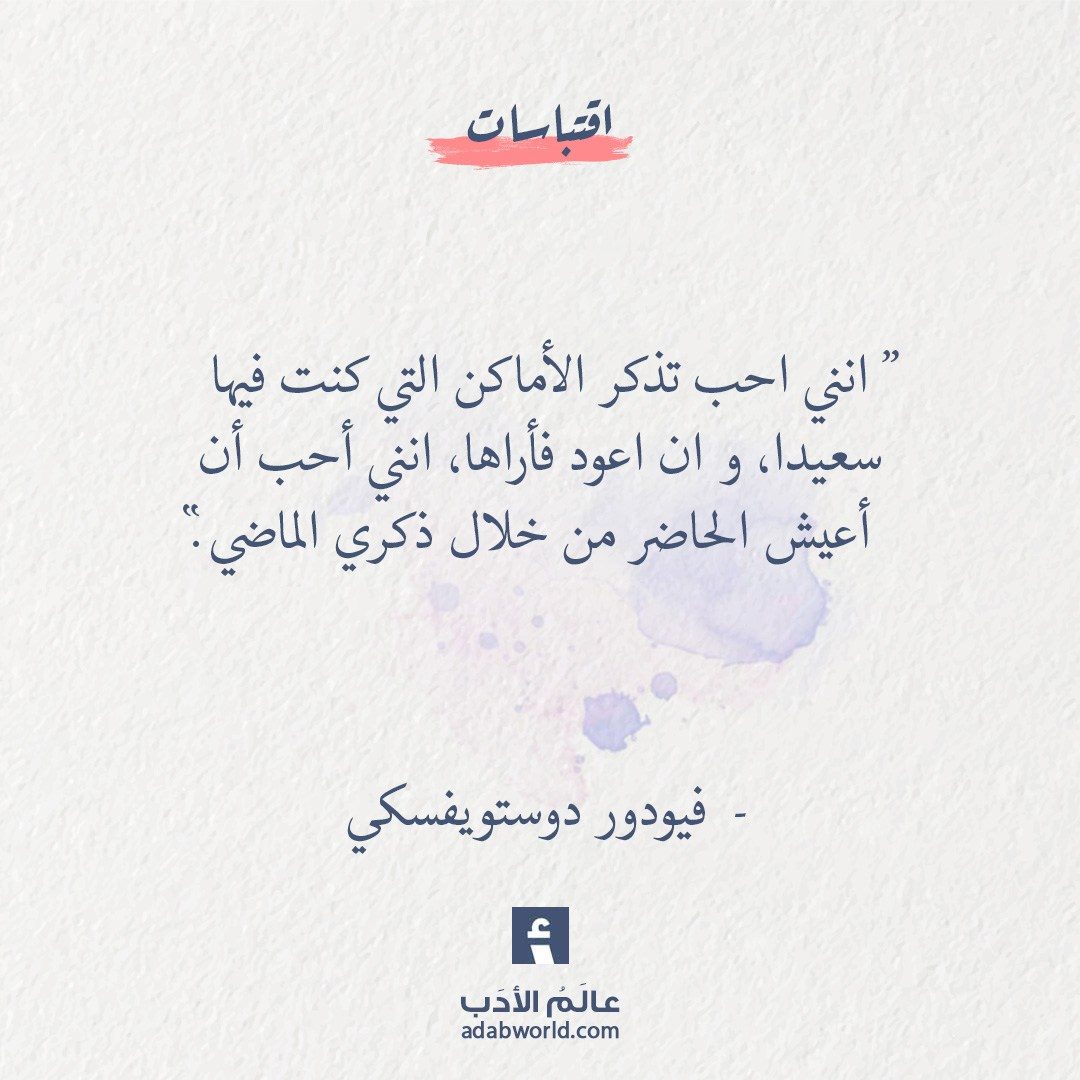 اقتباسات
” انني احب تذكر الأماكن التي كنت فيها
سعيدا، و ان اعود فأراها، انني أحب أن
أعيش الحاضر من خلال ذكري الماضي.“
- فيودور دوستويفسكي
أ
عالَمُ الأدَب
adabworld.com